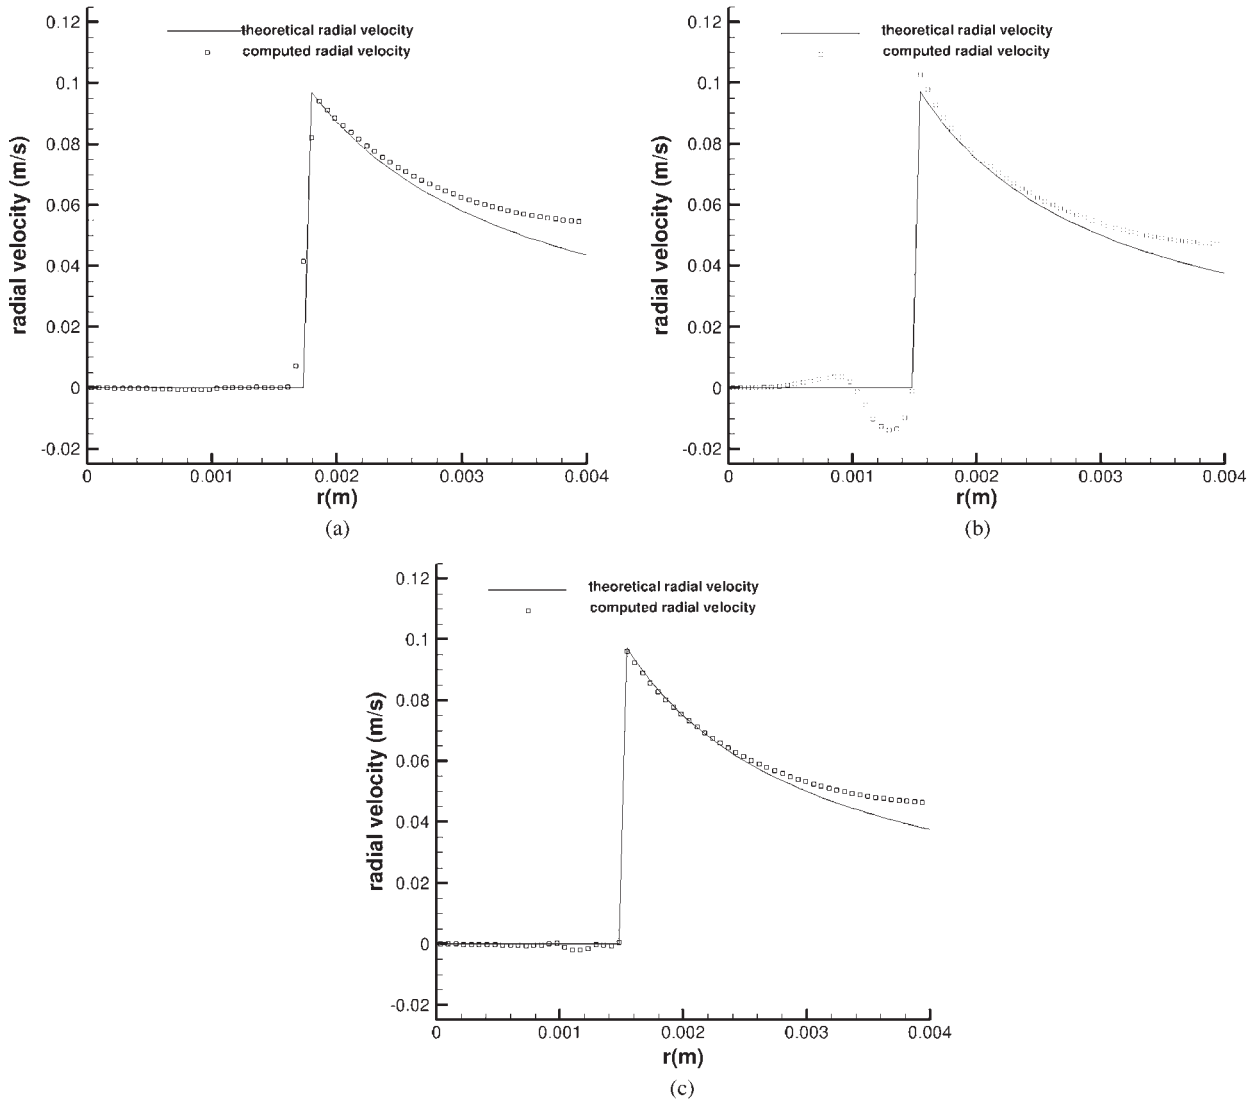 0.12
theoretical radial velocity
computed radial velocity
0.1
0.08
0.06
0.04
0.02
0
-0.02
radial velocity (m/s)
0
0.001
0.002
0.003
0.004
r(m)
(a)
0.12
theoretical radial velocity
computed radial velocity
0.1
0.08
0.06
0.04
0.02
0
-0.02
radial velocity (m/s)
0
0.001
0.002
0.003
0.004
r(m)
(b)
0.12
theoretical radial velocity
computed radial velocity
0.1
0.08
0.06
0.04
0.02
0
-0.02
radial velocity (m/s)
0
0.001
0.002
0.003
0.004
r(m)
(c)